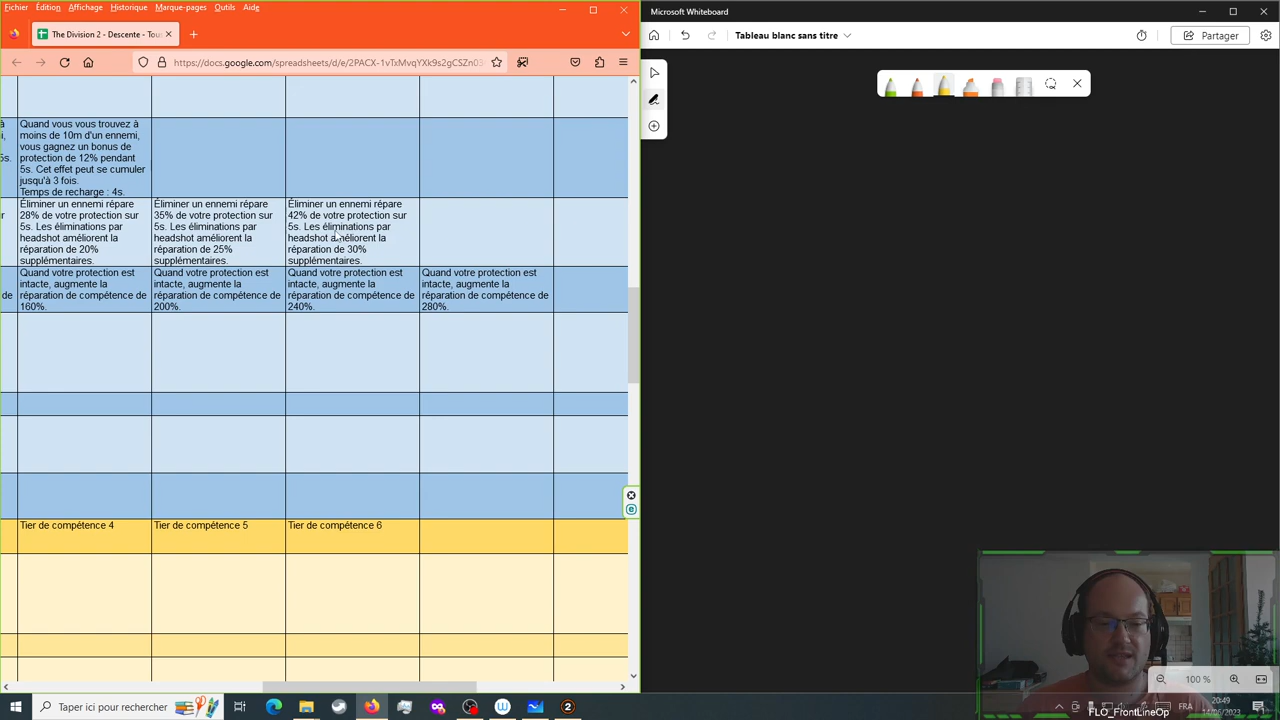 Fichier Édition Affichage Historique Marque-pages Outils Aide
Microsoft Whiteboard
The Division 2 - Descente - Tou
Tableau blanc sans titre
Partager
https://docs.google.com/spreadsheets/d/e/2PACX-1vTxMvqYXk9s2gCSZn03
Quand vous vous trouvez à
moins de 10m d'un ennemi,
vous gagnez un bonus de
protection de 12% pendant
5s. Cet effet peut se cumuler
jusqu'à 3 fois.
Temps de recharge : 4s.
Éliminer un ennemi répare
28% de votre protection sur
5s. Les éliminations par
headshot améliorent la
réparation de 20%
supplémentaires.
Éliminer un ennemi répare
35% de votre protection sur
5s. Les éliminations par
headshot améliorent la
réparation de 25%
supplémentaires.
Éliminer un ennemi répare
42% de votre protection sur
5s. Les éliminations par
headshot améliorent la
réparation de 30%
supplémentaires.
de
Quand votre protection est
intacte, augmente la
réparation de compétence de
160%.
Quand votre protection est
intacte, augmente la
réparation de compétence de
200%.
Quand votre protection est
intacte, augmente la
réparation de compétence de
240%.
Quand votre protection est
intacte, augmente la
réparation de compétence de
280%.
Tier de compétence 4
Tier de compétence 5
Tier de compétence 6
100 %
Taper ici pour rechercher
FRA
20:49
14/06/2023
FLO_FrontLineOp